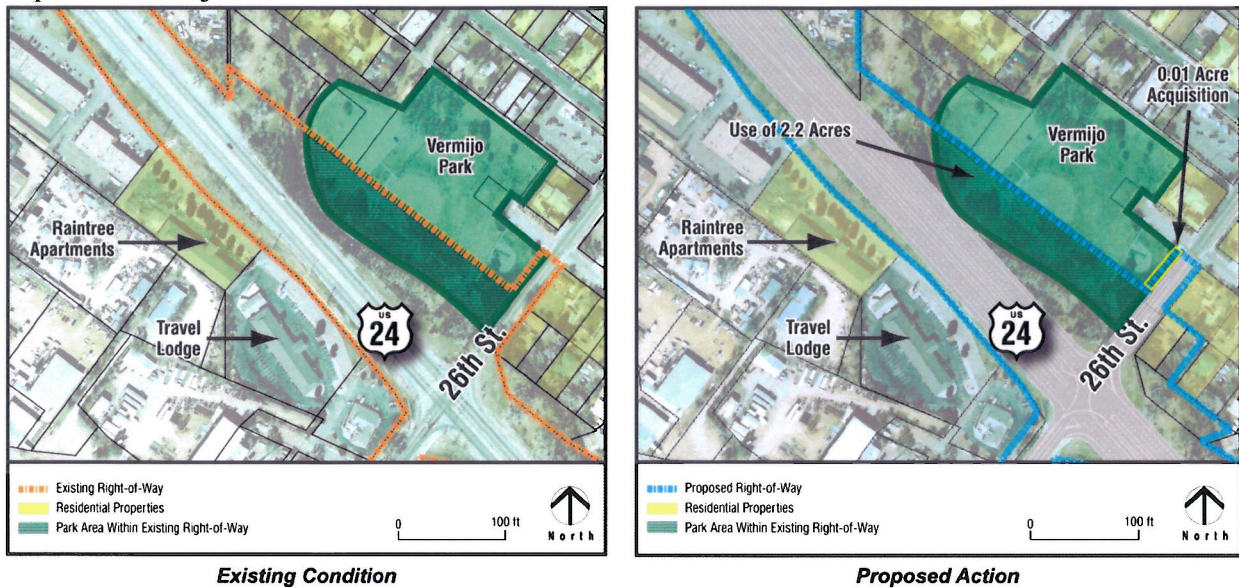 Vermijo
Park
Raintree
Apartments
Travel
Lodge
US
24
26th St.
Existing Right-of-Way
Residential Properties
Park Area Within Existing Right-of-Way
0
100 ft
North
Existing Condition
0.01 Acre
Acquisition
Use of 2.2 Acres
Vermijo
Park
Raintree
Apartments
Travel
Lodge
US
24
26th St.
Proposed Right-of-Way
Residential Properties
Park Area Within Existing Right-of-Way
0
100 ft
North
Proposed Action